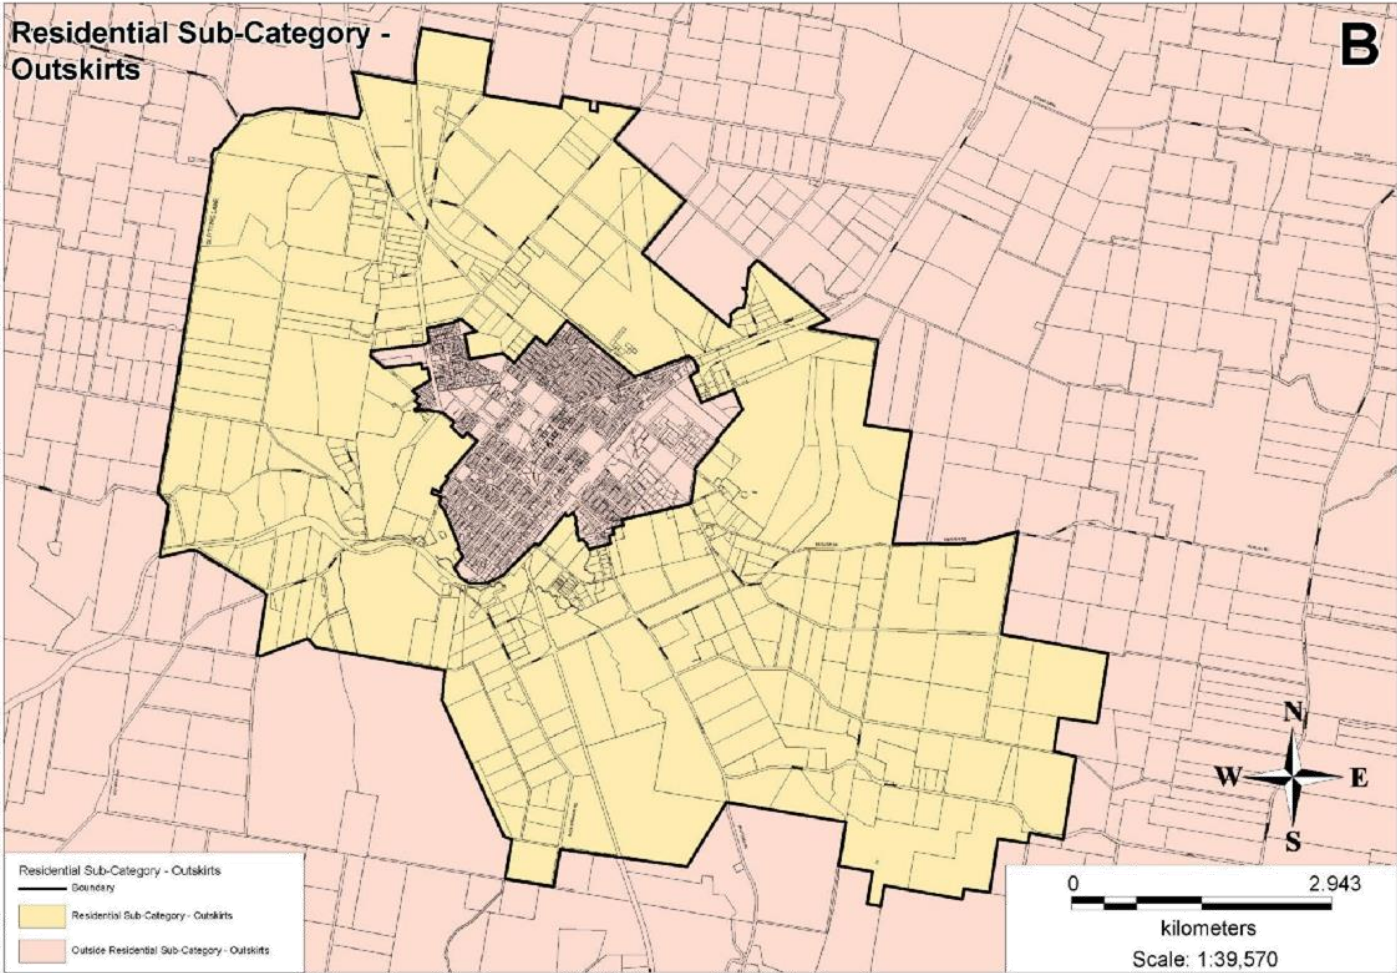 Residential Sub-Category -
Outskirts
B
N
W E
S
Residential Sub-Category - Outskirts
Boundary
Residential Sub-Category - Outskirts
Outside Residential Sub-Category - Outskirts
0 2.943
kilometers
Scale: 1:39,570